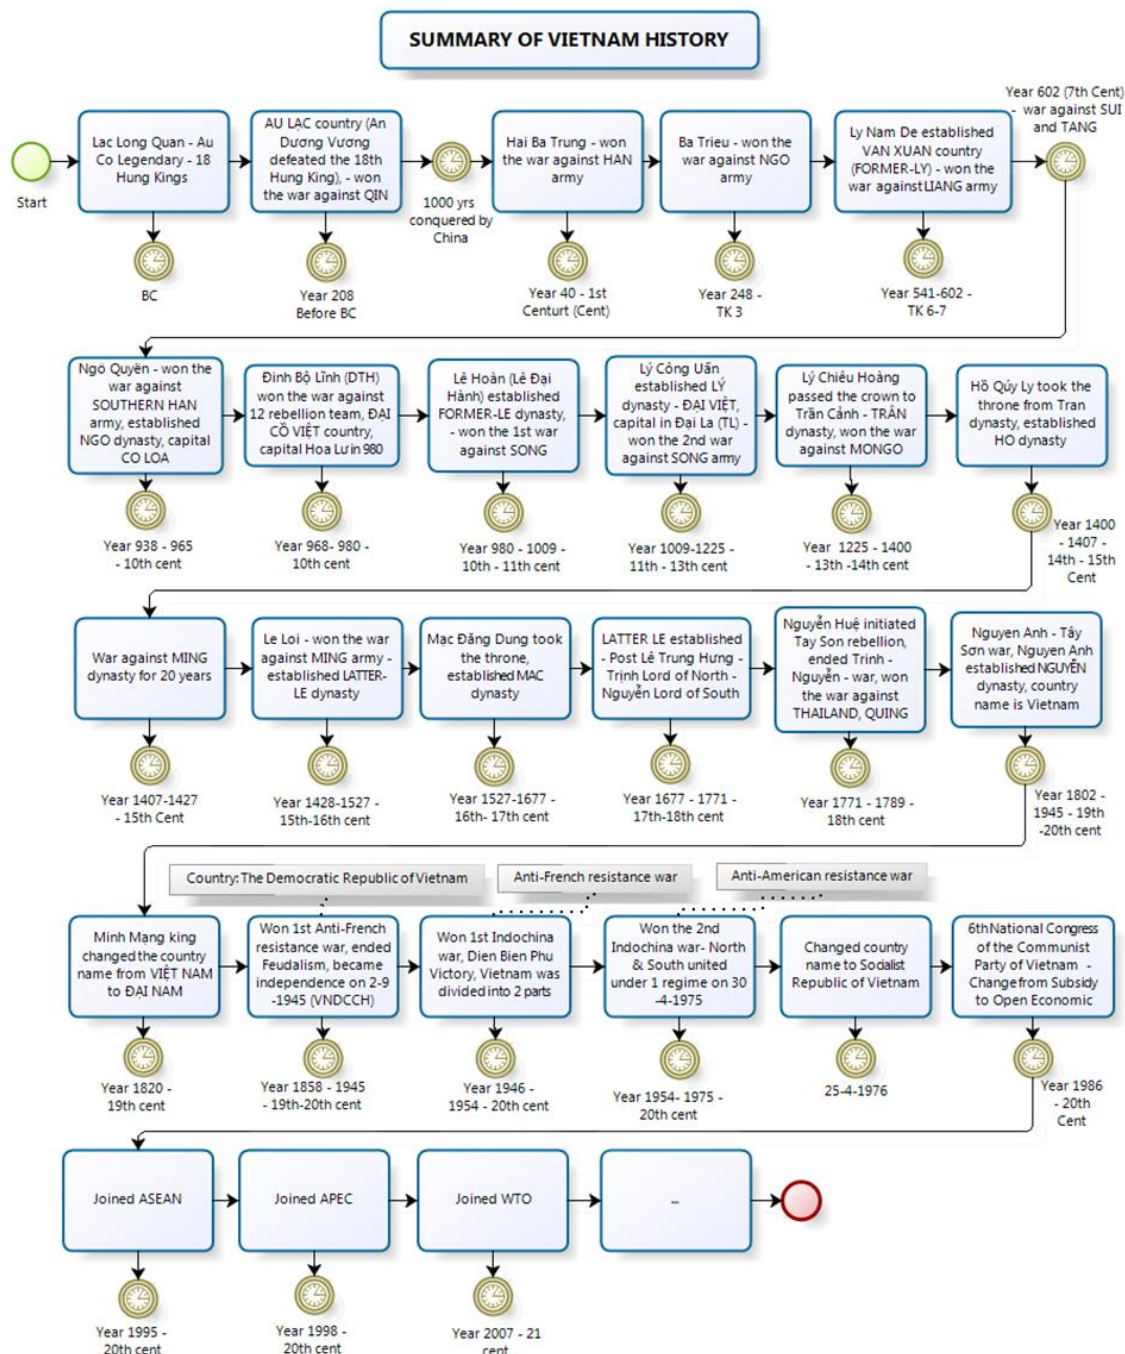 SUMMARY OF VIETNAM HISTORY
Start
Lac Long Quan - Au
Co Legendary - 18
Hung Kings
BC
AU LẠC country (An
Dương Vương
defeated the 18th
Hung King), - won
the war against QIN
Year 208
Before BC
1000 yrs
conquered by
China
Hai Ba Trung - won
the war against HAN
army
Year 40 - 1st
Centurt (Cent)
Ba Trieu - won the
war against NGO
army
Year 248 -
TK 3
Ly Nam De established
VAN XUAN country
(FORMER-LY) - won the
war against LIANG army
Year 541-602 -
TK 6-7
Year 602 (7th Cent)
- war against SUI
and TANG
Ngô Quyền - won the
war against
SOUTHERN HAN
army, established
NGO dynasty, capital
CO LOA
Year 938 - 965
- 10th cent
Đinh Bộ Lĩnh (DTH)
won the war against
12 rebellion team, ĐẠI
CỒ VIỆT country,
capital Hoa Lư in 980
Year 968- 980 -
10th cent
Lê Hoàn (Lê Đại
Hành) established
FORMER-LE dynasty,
- won the 1st war
against SONG
Year 980 - 1009 -
10th - 11th cent
Lý Công Uẩn
established LÝ
dynasty - ĐẠI VIỆT,
capital in Đại La (TL) -
won the 2nd war
against SONG army
Year 1009-1225 -
11th - 13th cent
Lý Chiêu Hoàng
passed the crown to
Trần Cảnh - TRẦN
dynasty, won the war
against MONGO
Year 1225 - 1400
- 13th -14th cent
Hồ Qúy Ly took the
throne from Tran
dynasty, established
HO dynasty
Year 1400
- 1407 -
14th - 15th
Cent
War against MING
dynasty for 20 years
Year 1407-1427
- 15th Cent
Le Loi - won the war
against MING army -
established LATTER-
LE dynasty
Year 1428-1527 -
15th-16th cent
Mạc Đăng Dung took
the throne,
established MAC
dynasty
Year 1527-1677 -
16th- 17th cent
LATTER LE established
- Post Lê Trung Hưng -
Trịnh Lord of North -
Nguyễn Lord of South
Year 1677 - 1771 -
17th-18th cent
Nguyễn Huệ initiated
Tay Son rebellion,
ended Trinh -
Nguyễn - war, won
the war against
THAILAND, QUING
Year 1771 - 1789 -
18th cent
Nguyen Anh - Tây
Sơn war, Nguyen Anh
established NGUYỄN
dynasty, country
name is Vietnam
Year 1802 -
1945 - 19th
-20th cent
Country: The Democratic Republic of Vietnam
Anti-French resistance war
Anti-American resistance war
Minh Mạng king
changed the country
name from VIỆT NAM
to ĐẠI NAM
Year 1820 -
19th cent
Won 1st Anti-French
resistance war, ended
Feudalism, became
independence on 2-9
-1945 (VNDCCH)
Year 1858 - 1945
- 19th-20th cent
Won 1st Indochina
war, Dien Bien Phu
Victory, Vietnam was
divided into 2 parts
Year 1946 -
1954 - 20th cent
Won the 2nd
Indochina war- North
& South united
under 1 regime on 30
-4-1975
Year 1954- 1975 -
20th cent
Changed country
name to Sodalist
Republic of Vietnam
25-4-1976
6th National Congress
of the Communist
Party of Vietnam -
Change from Subsidy
to Open Economic
Year 1986
- 20th
Cent
Joined ASEAN
Year 1995 -
20th cent
Joined APEC
Year 1998 -
20th cent
Joined WTO
Year 2007 - 21
cent
...